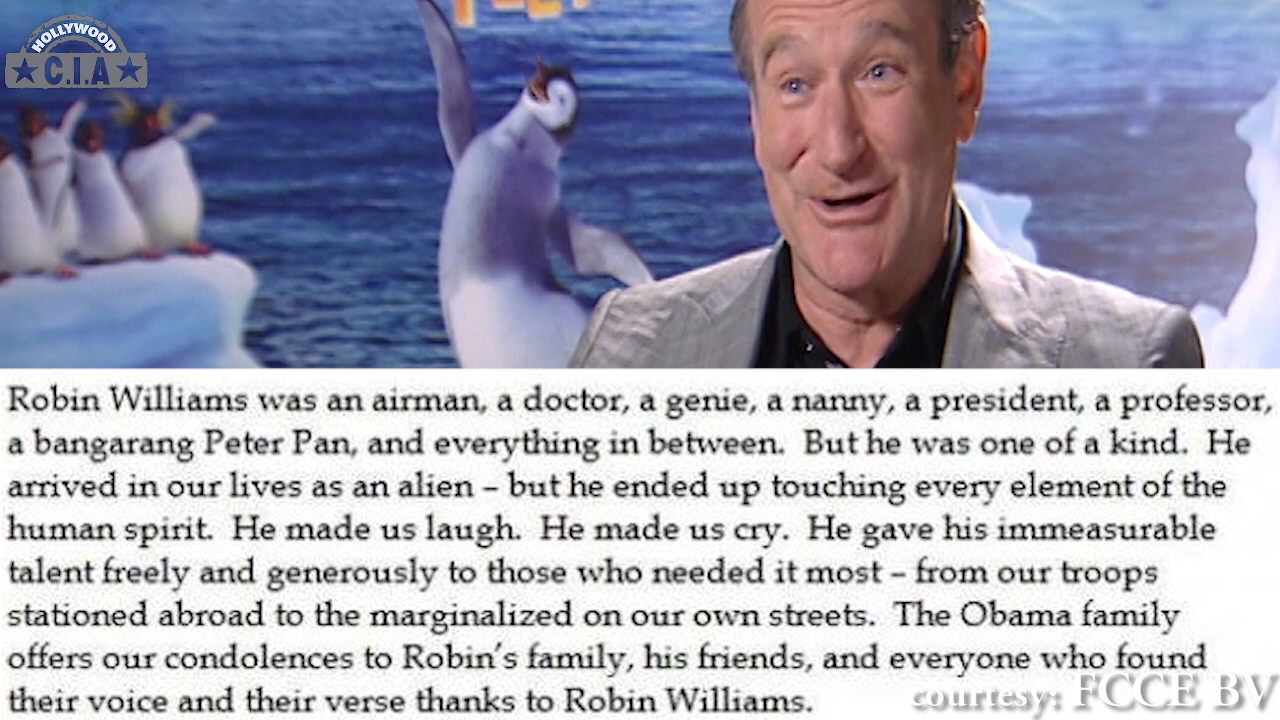 HOLLYWOOD
C.I.A
Robin Williams was an airman, a doctor, a genie, a nanny, a president, a professor,
a bangarang Peter Pan, and everything in between.  But he was one of a kind.  He
arrived in our lives as an alien – but he ended up touching every element of the
human spirit.  He made us laugh.  He made us cry.  He gave his immeasurable
talent freely and generously to those who needed it most – from our troops
stationed abroad to the marginalized on our own streets.  The Obama family
offers our condolences to Robin’s family, his friends, and everyone who found
their voice and their verse thanks to Robin Williams.
courtesy: FCCE BV